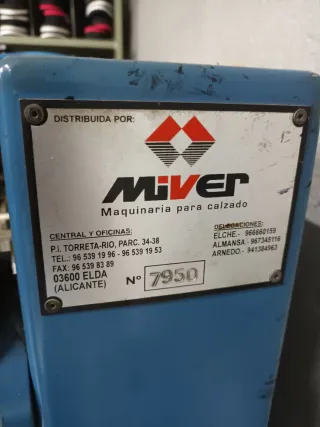 DISTRIBUIDA POR:
MIVER
Maquinaria para calzado
CENTRAL Y OFICINAS:
P.I. TORRETA-RIO, PARC. 34-38
TEL.: 96 539 19 96 - 96 539 19 53
FAX: 96 539 83 89
03600 ELDA
(ALICANTE)
Nº 7950
DELEGACIONES:
ELCHE.- 966660159
ALMANSA.- 967345116
ARNEDO.- 941384963